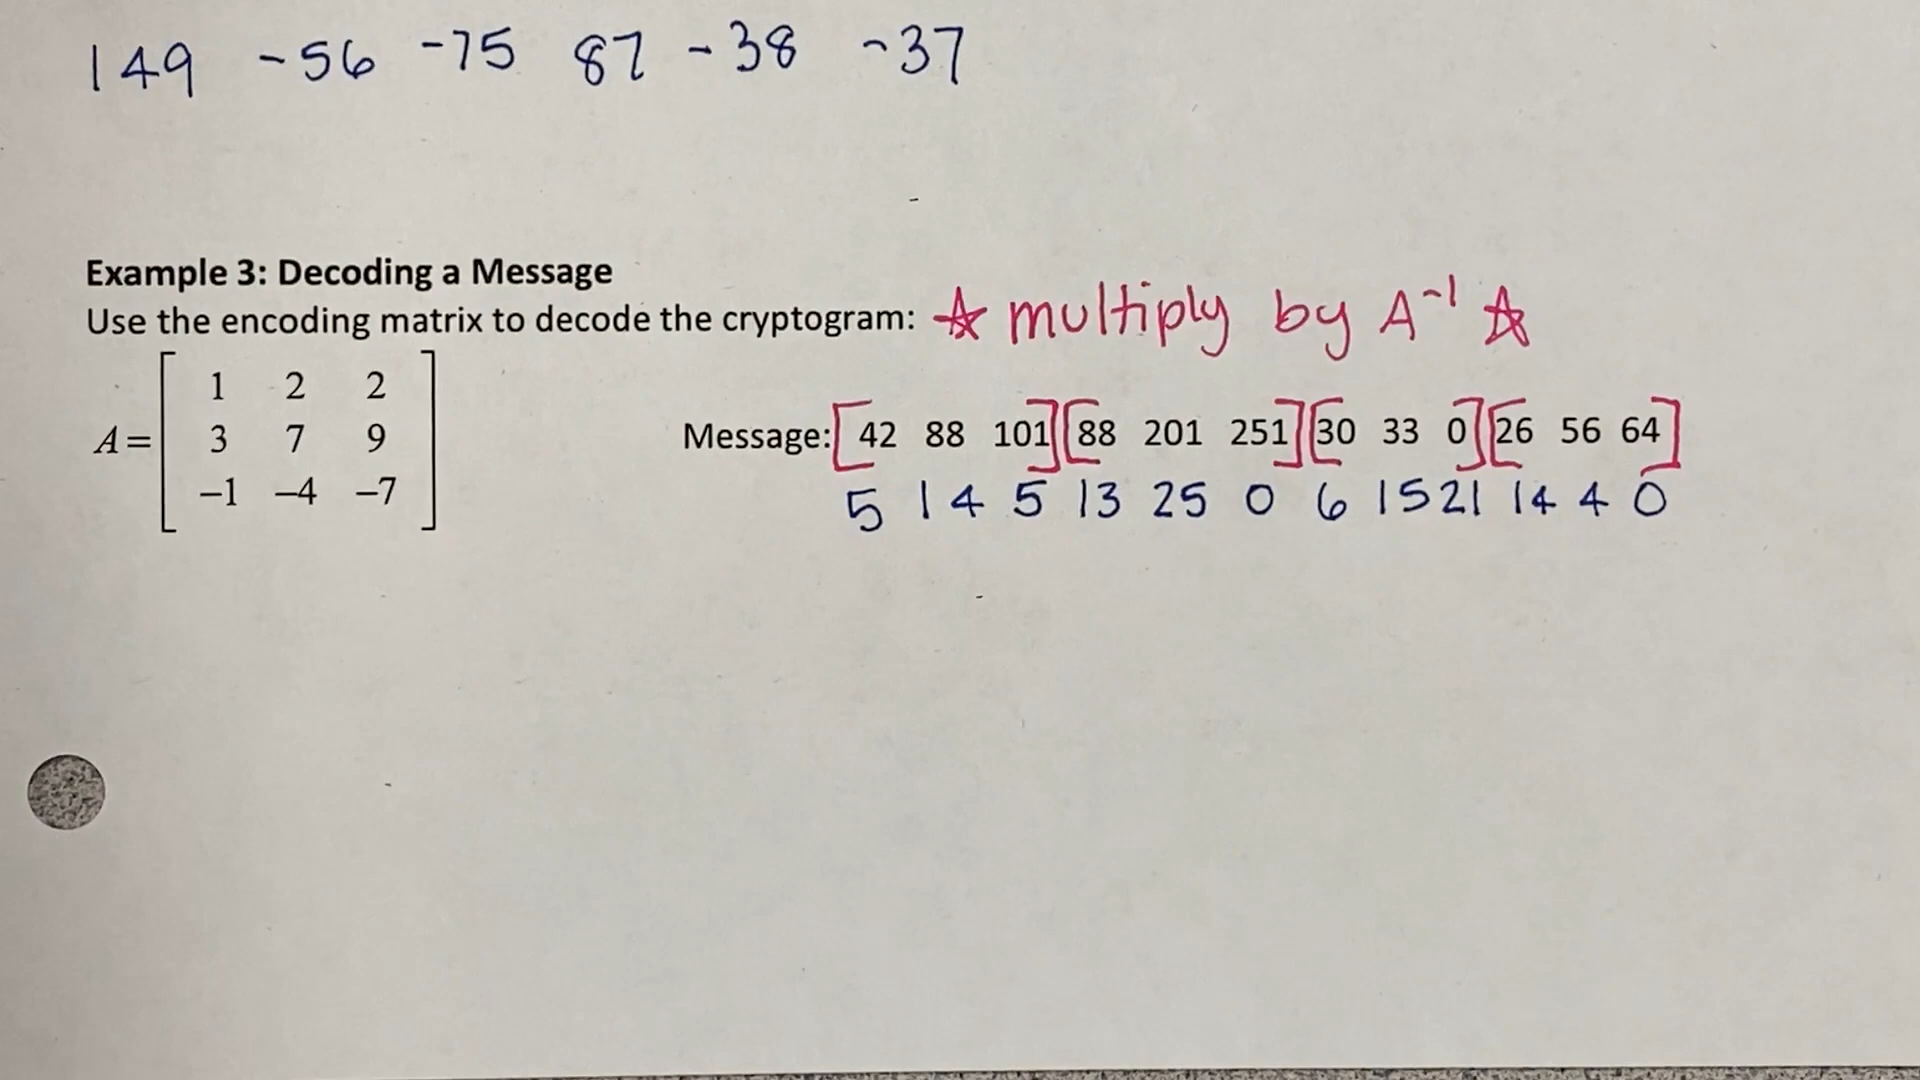 149 -56 -75 87 -38 -37
Example 3: Decoding a Message
Use the encoding matrix to decode the cryptogram: ☆ multiply by A⁻¹ ☆
A = [ 1 2 2
3 7 9
−1 −4 −7 ]
Message: [42 88 101] [88 201 251] [30 33 0] [26 56 64]
5 14 5 13 25 0 6 15 21 14 4 0